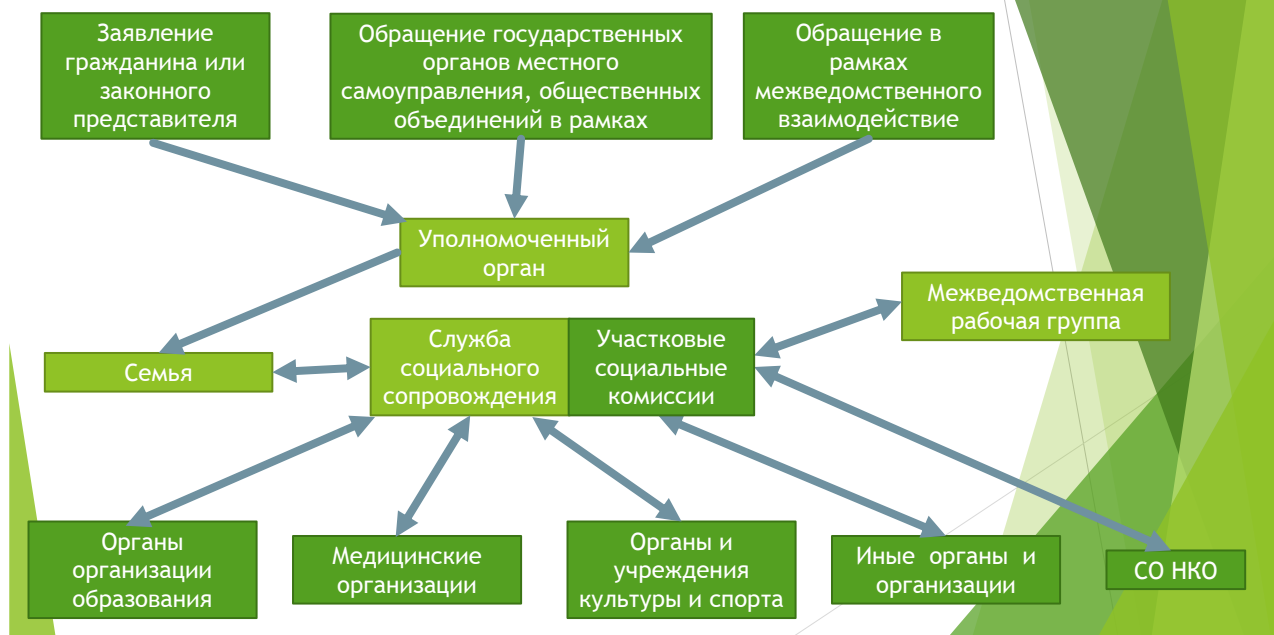 Заявление
гражданина или
законного
представителя
Обращение государственных
органов местного
самоуправления, общественных
объединений в рамках
Обращение в
рамках
межведомственного
взаимодействие
Уполномоченный
орган
Межведомственная
рабочая группа
Семья
Служба
социального
сопровождения
Участковые
социальные
комиссии
Органы
организации
образования
Медицинские
организации
Органы и
учреждения
культуры и спорта
Иные органы и
организации
СО НКО